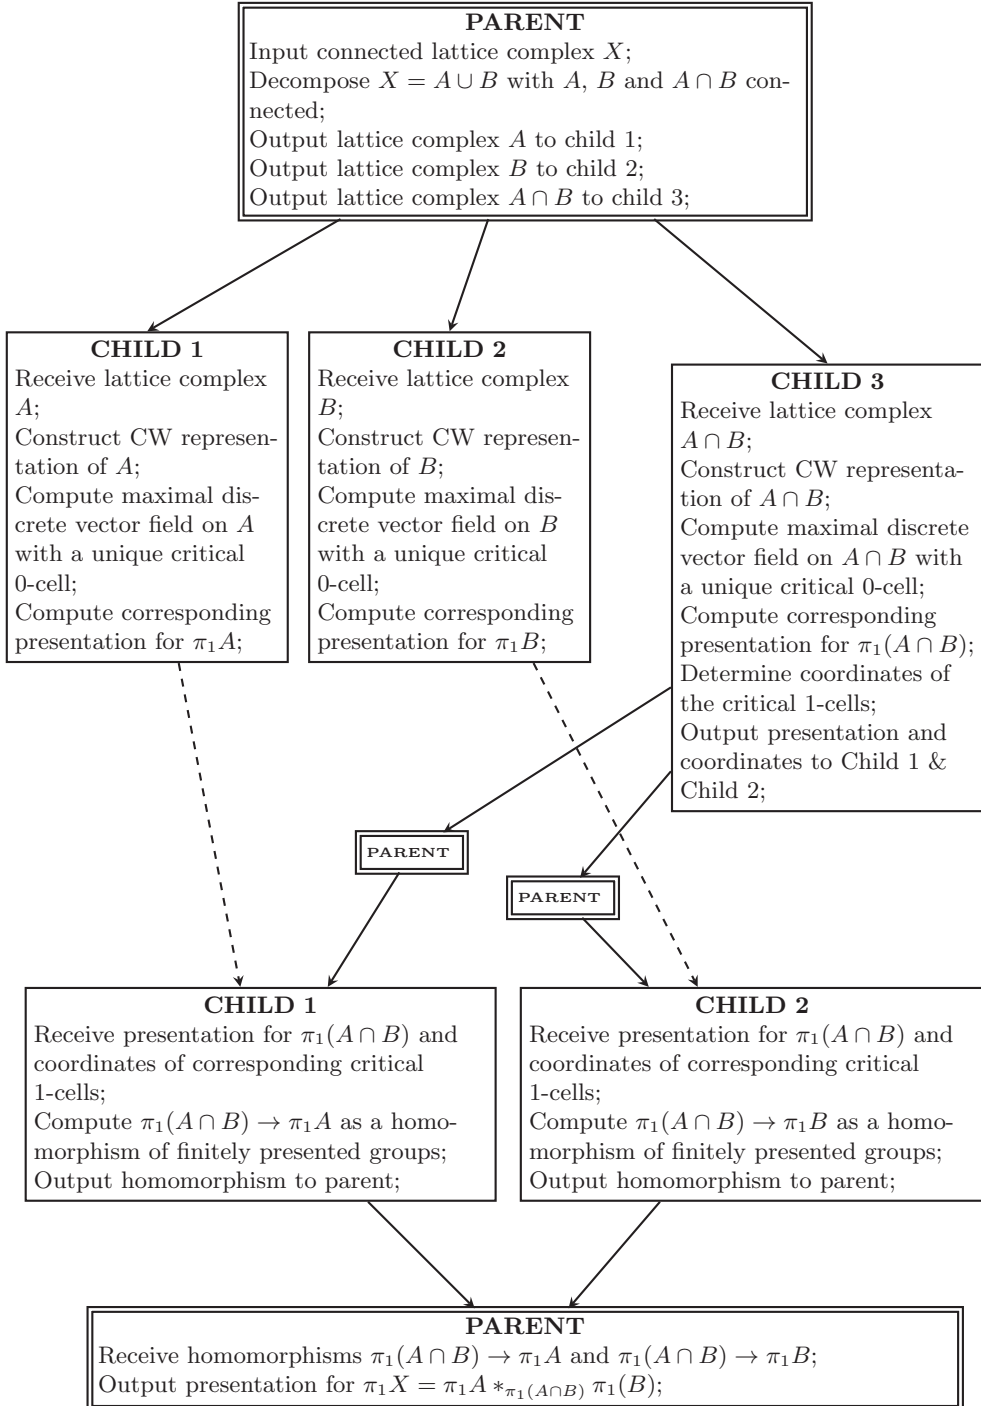 PARENT
Input connected lattice complex X;
Decompose X = A ∪ B with A, B and A ∩ B con-
nected;
Output lattice complex A to child 1;
Output lattice complex B to child 2;
Output lattice complex A ∩ B to child 3;
CHILD 1
Receive lattice complex
A;
Construct CW represen-
tation of A;
Compute maximal dis-
crete vector field on A
with a unique critical
0-cell;
Compute corresponding
presentation for π₁A;
CHILD 2
Receive lattice complex
B;
Construct CW represen-
tation of B;
Compute maximal dis-
crete vector field on B
with a unique critical
0-cell;
Compute corresponding
presentation for π₁B;
CHILD 3
Receive lattice complex
A ∩ B;
Construct CW representa-
tion of A ∩ B;
Compute maximal discrete
vector field on A ∩ B with
a unique critical 0-cell;
Compute corresponding
presentation for π₁(A ∩ B);
Determine coordinates of
the critical 1-cells;
Output presentation and
coordinates to Child 1 &
Child 2;
PARENT
PARENT
CHILD 1
Receive presentation for π₁(A ∩ B) and
coordinates of corresponding critical
1-cells;
Compute π₁(A ∩ B) → π₁A as a homo-
morphism of finitely presented groups;
Output homomorphism to parent;
CHILD 2
Receive presentation for π₁(A ∩ B) and
coordinates of corresponding critical
1-cells;
Compute π₁(A ∩ B) → π₁B as a homo-
morphism of finitely presented groups;
Output homomorphism to parent;
PARENT
Receive homomorphisms π₁(A ∩ B) → π₁A and π₁(A ∩ B) → π₁B;
Output presentation for π₁X = π₁A *_{π₁(A∩B)} π₁(B);